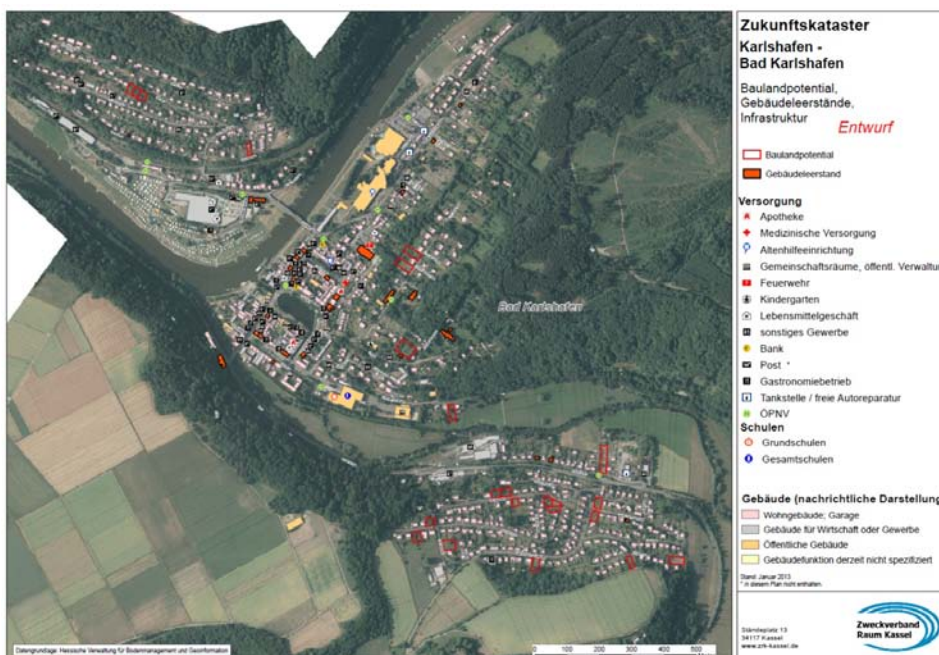 Zukunftskataster
Karlshafen -
Bad Karlshafen
Baulandpotential,
Gebäudeleerstände,
Infrastruktur
Entwurf
Baulandpotential
Gebäudeleerstand
Versorgung
Apotheke
Medizinische Versorgung
Altenhilfeeinrichtung
Gemeinschaftsräume, öffentl. Verwaltu
Feuerwehr
Kindergarten
Lebensmittelgeschäft
sonstiges Gewerbe
Bank
Post *
Gastronomiebetrieb
Tankstelle / freie Autoreparatur
ÖPNV
Schulen
Grundschulen
Gesamtschulen
Gebäude (nachrichtliche Darstellung
Wohngebäude; Garage
Gebäude für Wirtschaft oder Gewerbe
Öffentliche Gebäude
Gebäudefunktion derzeit nicht spezifiziert
Stand: Januar 2013
* in diesem Plan nicht enthalten.
Ständeplatz 13
34117 Kassel
www.zrk-kassel.de
Zweckverband
Raum Kassel
Bad Karlshafen
0 50 100 200 300 400 500
Datengrundlage: Hessische Verwaltung für Bodenmanagement und Geoinformation